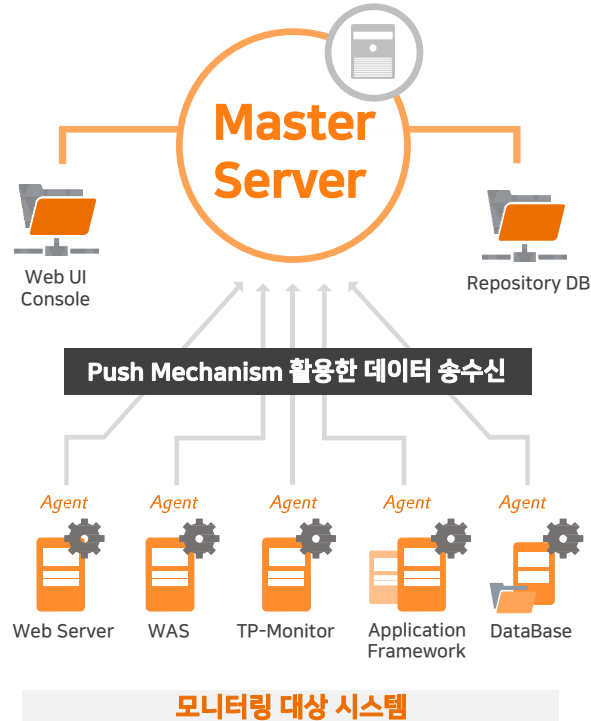 Master
Server
Web UI
Console
Repository DB
Push Mechanism 활용한 데이터 송수신
Agent
Agent
Agent
Agent
Agent
Web Server
WAS
TP-Monitor
Application
Framework
DataBase
모니터링 대상 시스템